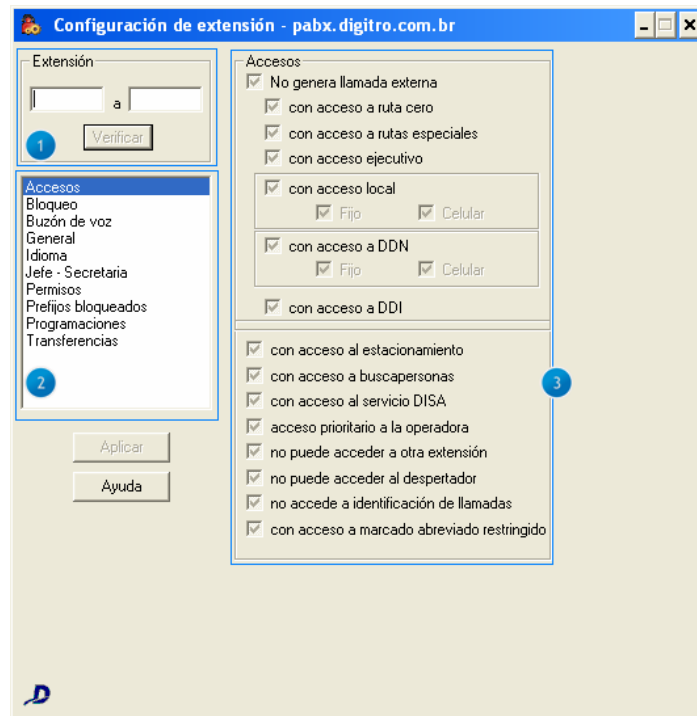 Configuración de extensión - pabx.digitro.com.br
Extensión
a
Verificar
1
Accesos
Bloqueo
Buzón de voz
General
Idioma
Jefe - Secretaria
Permisos
Prefijos bloqueados
Programaciones
Transferencias
2
Aplicar
Ayuda
Accesos
No genera llamada externa
con acceso a ruta cero
con acceso a rutas especiales
con acceso ejecutivo
con acceso local
Fijo Celular
con acceso a DDN
Fijo Celular
con acceso a DDI
con acceso al estacionamiento
con acceso a buscapersonas
con acceso al servicio DISA
acceso prioritario a la operadora
no puede acceder a otra extensión
no puede acceder al despertador
no accede a identificación de llamadas
con acceso a marcado abreviado restringido
3